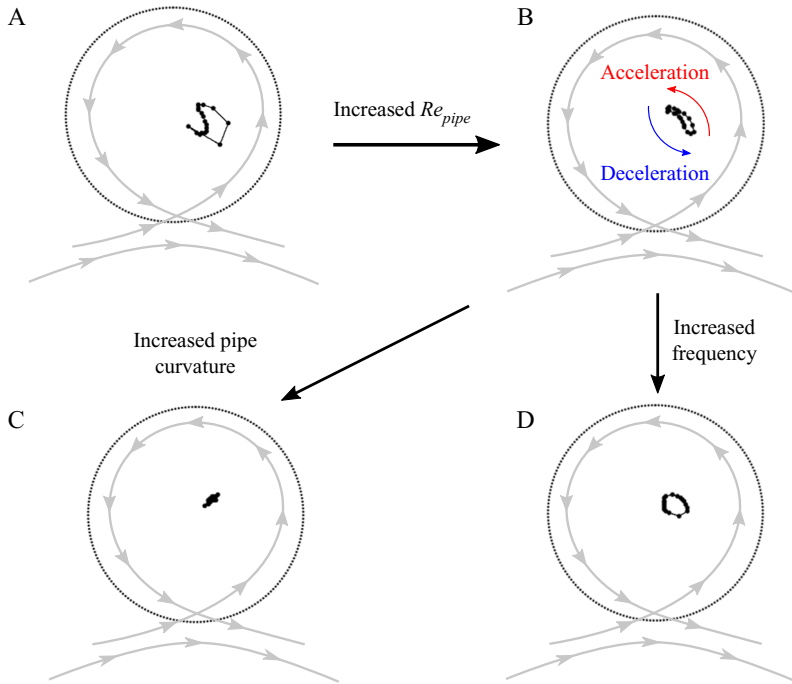 A
B
Increased Re_pipe
Acceleration
Deceleration
Increased pipe
curvature
Increased
frequency
C
D